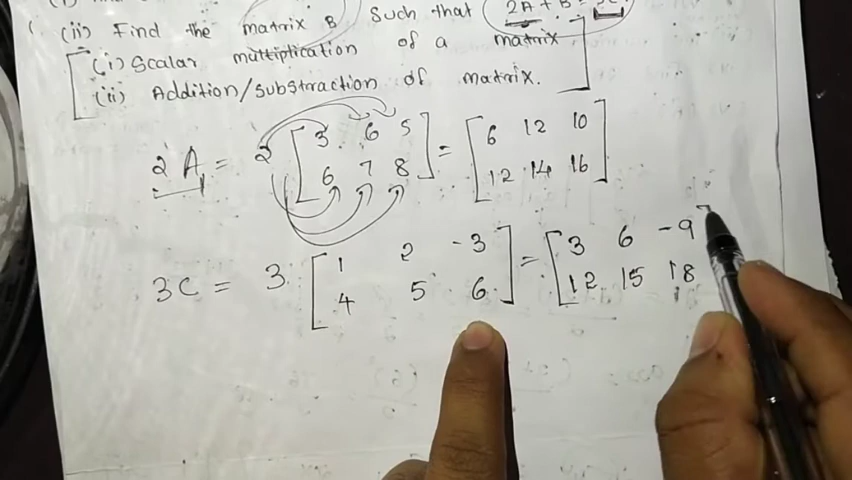 (ii) Find the matrix B Such that 2A + B = 3C
[ (i) Scalar multiplication of a matrix
(ii) Addition/substraction of matrix. ]
2A = 2 [ 3 6 5 ] = [ 6 12 10 ]
[ 6 7 8 ] [ 12 14 16 ]
3C = 3 [ 1 2 -3 ] = [ 3 6 -9 ]
[ 4 5 6 ] [ 12 15 18